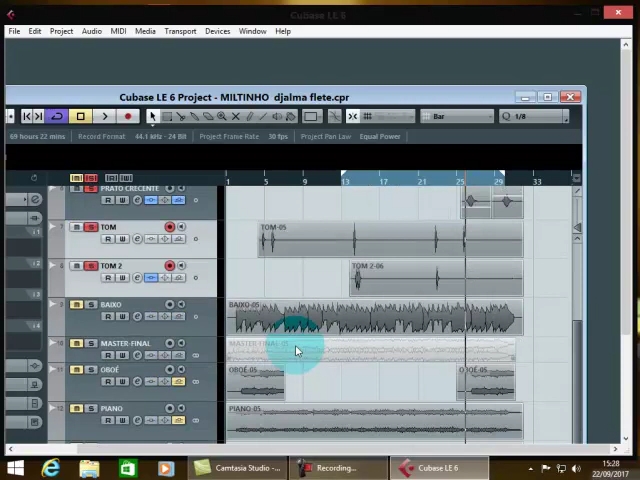 Cubase LE 6
File Edit Project Audio MIDI Media Transport Devices Window Help
Cubase LE 6 Project - MILTINHO djalma flete.cpr
Bar
Q 1/8
69 hours 22 mins Record Format 44.1 kHz - 24 Bit Project Frame Rate 30 fps Project Pan Law Equal Power
M S R W
1 5 9 13 17 21 25 29 33
PRATO CRECENTE
R W e
M S TOM
TOM-05
R W e
M S TOM 2
TOM 2-06
R W e
M S BAIXO
BAIXO-05
R W e
10 M S MASTER-FINAL
MASTER-FINAL-05
R W e
11 M S OBOÉ
OBOÉ-05
OBOÉ-05
R W e
12 M S PIANO
PIANO-05
R W e
Camtasia Studio -...
Recording...
Cubase LE 6
15:28
22/09/2017